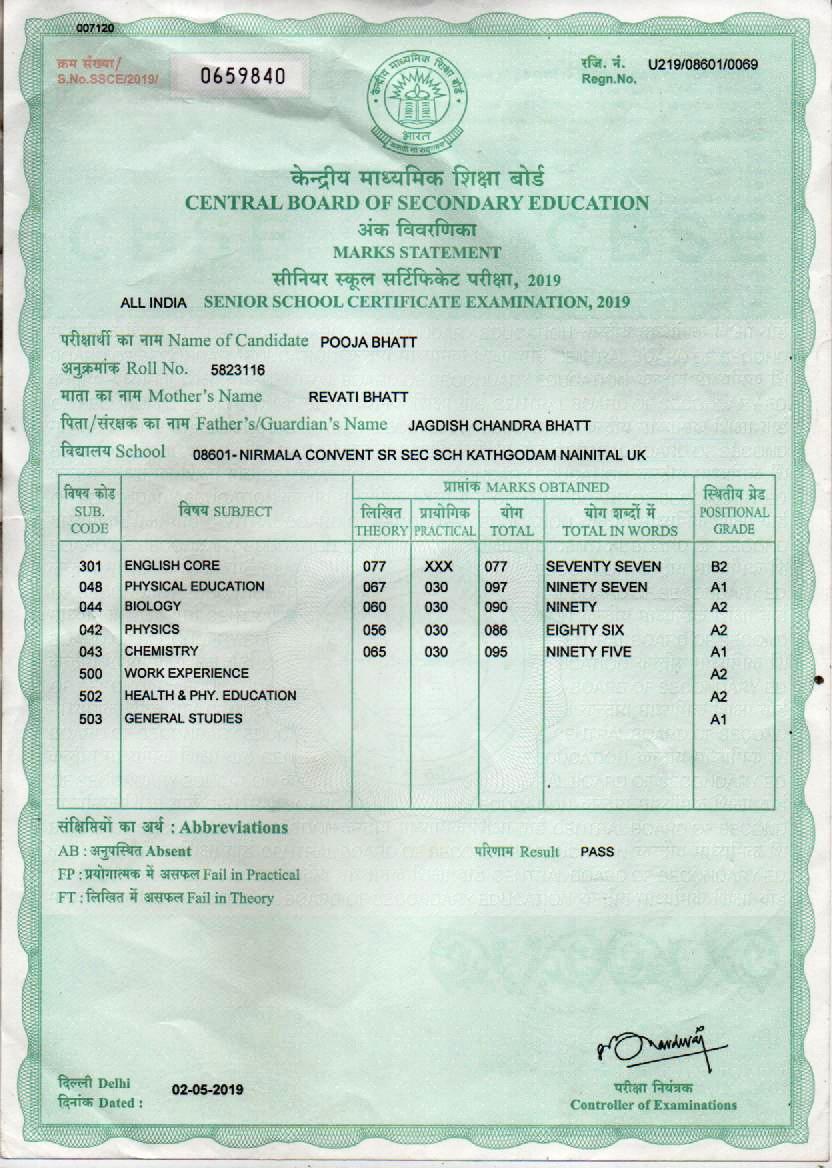 007120
क्रम संख्या/
S.No.SSCE/2019/ 0659840
रजि. नं. U219/08601/0069
Regn.No.
केन्द्रीय माध्यमिक शिक्षा बोर्ड
भारत
केन्द्रीय माध्यमिक शिक्षा बोर्ड
CENTRAL BOARD OF SECONDARY EDUCATION
अंक विवरणिका
MARKS STATEMENT
सीनियर स्कूल सर्टिफिकेट परीक्षा, 2019
ALL INDIA SENIOR SCHOOL CERTIFICATE EXAMINATION, 2019
परीक्षार्थी का नाम Name of Candidate POOJA BHATT
अनुक्रमांक Roll No. 5823116
माता का नाम Mother's Name REVATI BHATT
पिता/संरक्षक का नाम Father's/Guardian's Name JAGDISH CHANDRA BHATT
विद्यालय School 08601- NIRMALA CONVENT SR SEC SCH KATHGODAM NAINITAL UK
विषय कोड SUB. CODE विषय SUBJECT प्राप्तांक MARKS OBTAINED स्थितीय ग्रेड POSITIONAL GRADE
लिखित THEORY प्रायोगिक PRACTICAL योग TOTAL योग शब्दों में TOTAL IN WORDS
301 ENGLISH CORE 077 XXX 077 SEVENTY SEVEN B2
048 PHYSICAL EDUCATION 067 030 097 NINETY SEVEN A1
044 BIOLOGY 060 030 090 NINETY A2
042 PHYSICS 056 030 086 EIGHTY SIX A2
043 CHEMISTRY 065 030 095 NINETY FIVE A1
500 WORK EXPERIENCE A2
502 HEALTH & PHY. EDUCATION A2
503 GENERAL STUDIES A1
संक्षिप्तियों का अर्थ : Abbreviations
AB : अनुपस्थित Absent परिणाम Result PASS
FP : प्रयोगात्मक में असफल Fail in Practical
FT : लिखित में असफल Fail in Theory
दिल्ली Delhi
दिनांक Dated : 02-05-2019
परीक्षा नियंत्रक
Controller of Examinations